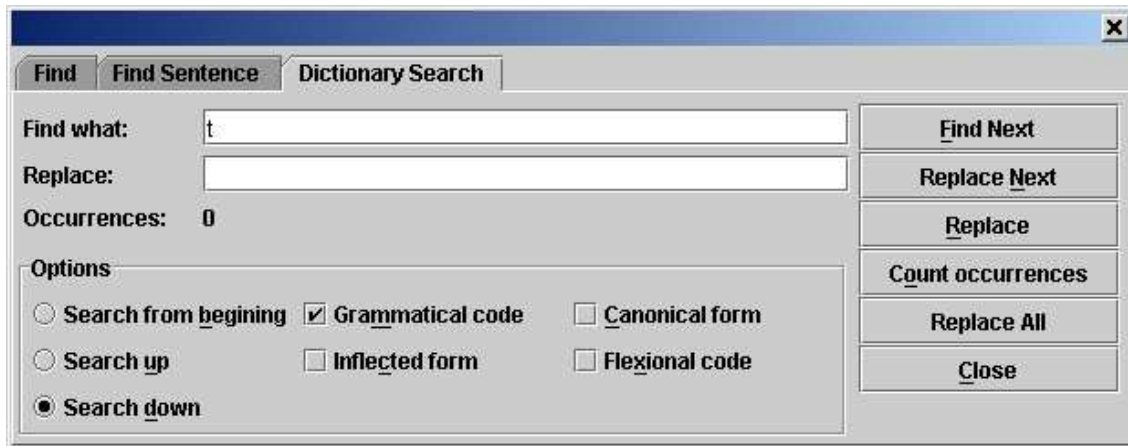 Find Find Sentence Dictionary Search
Find what: t
Replace:
Occurrences: 0
Options
Search from begining Grammatical code Canonical form
Search up Inflected form Flexional code
Search down
Find Next
Replace Next
Replace
Count occurrences
Replace All
Close